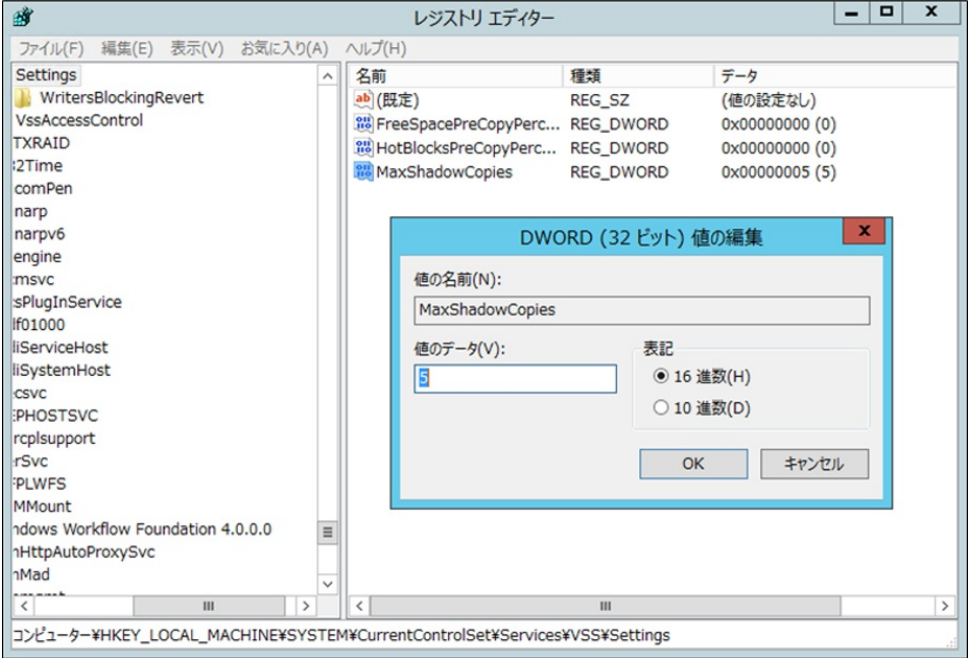 レジストリ エディター
ファイル(F) 編集(E) 表示(V) お気に入り(A) ヘルプ(H)
Settings
WritersBlockingRevert
VssAccessControl
TXRAID
32Time
comPen
narp
narpv6
engine
msvc
sPlugInService
lf01000
liServiceHost
liSystemHost
csvc
EPHOSTSVC
rcplsupport
rSvc
FPLWFS
MMount
ndows Workflow Foundation 4.0.0.0
nHttpAutoProxySvc
nMad
名前 種類 データ
(既定) REG_SZ (値の設定なし)
FreeSpacePreCopyPerc... REG_DWORD 0x00000000 (0)
HotBlocksPreCopyPerc... REG_DWORD 0x00000000 (0)
MaxShadowCopies REG_DWORD 0x00000005 (5)
DWORD (32 ビット) 値の編集
x
値の名前(N):
MaxShadowCopies
値のデータ(V):
5
表記
16 進数(H)
10 進数(D)
OK キャンセル
コンピューター¥HKEY_LOCAL_MACHINE¥SYSTEM¥CurrentControlSet¥Services¥VSS¥Settings